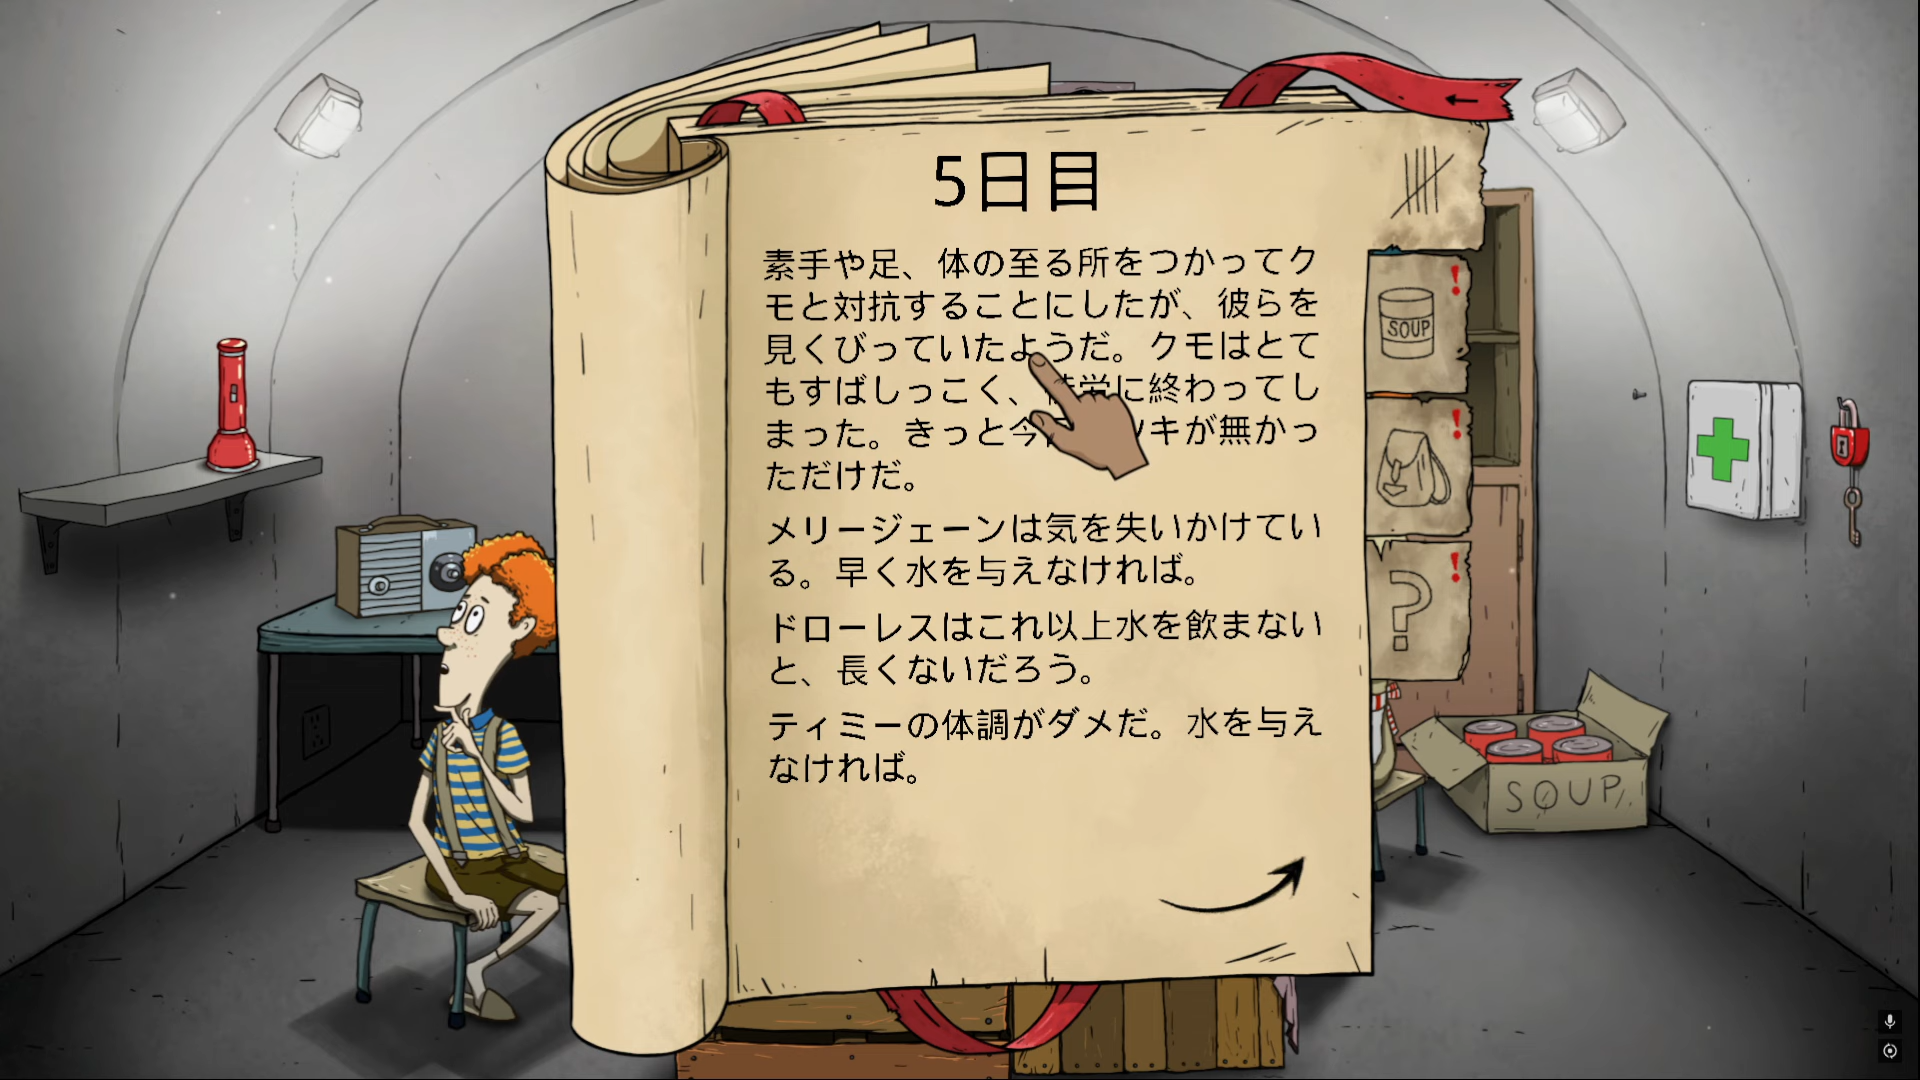 5日目
素手や足、体の至る所をつかってク
モと対抗することにしたが、彼らを
見くびっていたようだ。クモはとて
もすばしっこく、徒労に終わってし
まった。きっと今 ツキが無かっ
ただけだ。
メリージェーンは気を失いかけてい
る。早く水を与えなければ。
ドローレスはこれ以上水を飲まない
と、長くないだろう。
ティミーの体調がダメだ。水を与え
なければ。
SOUP
SOUP